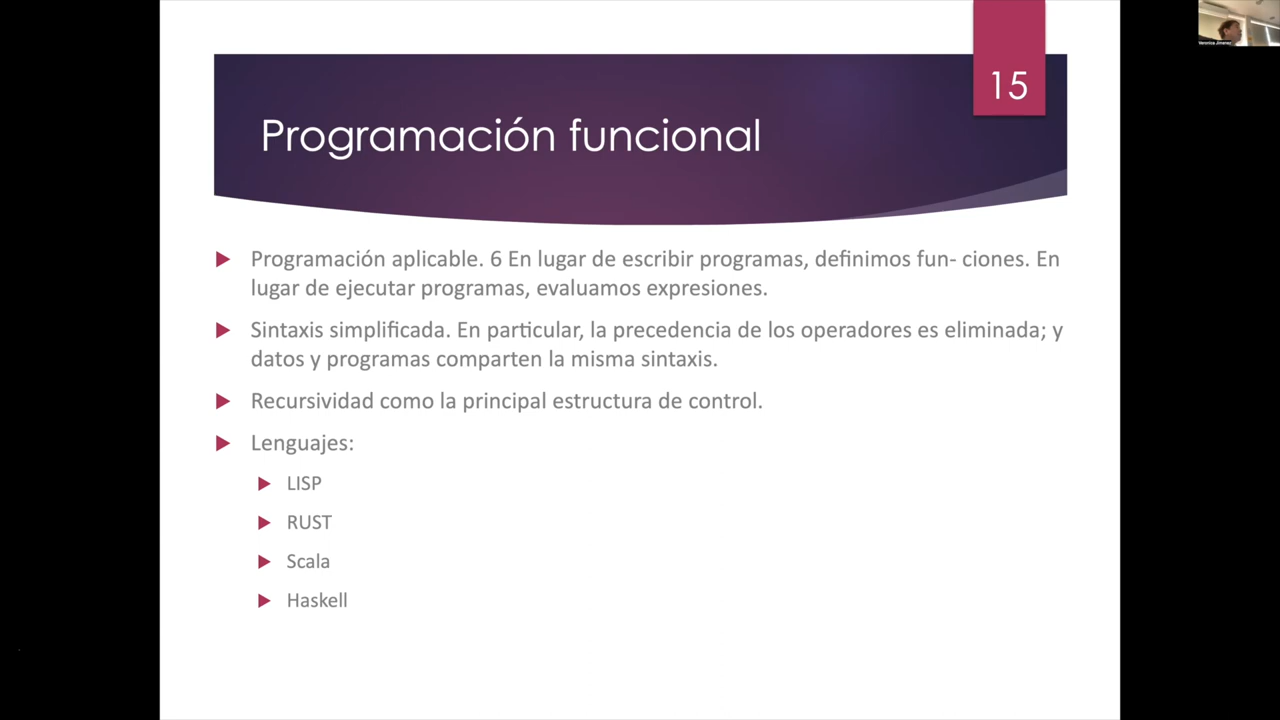 15
Programación funcional
Programación aplicable. 6 En lugar de escribir programas, definimos fun- ciones. En
lugar de ejecutar programas, evaluamos expresiones.
Sintaxis simplificada. En particular, la precedencia de los operadores es eliminada; y
datos y programas comparten la misma sintaxis.
Recursividad como la principal estructura de control.
Lenguajes:
LISP
RUST
Scala
Haskell